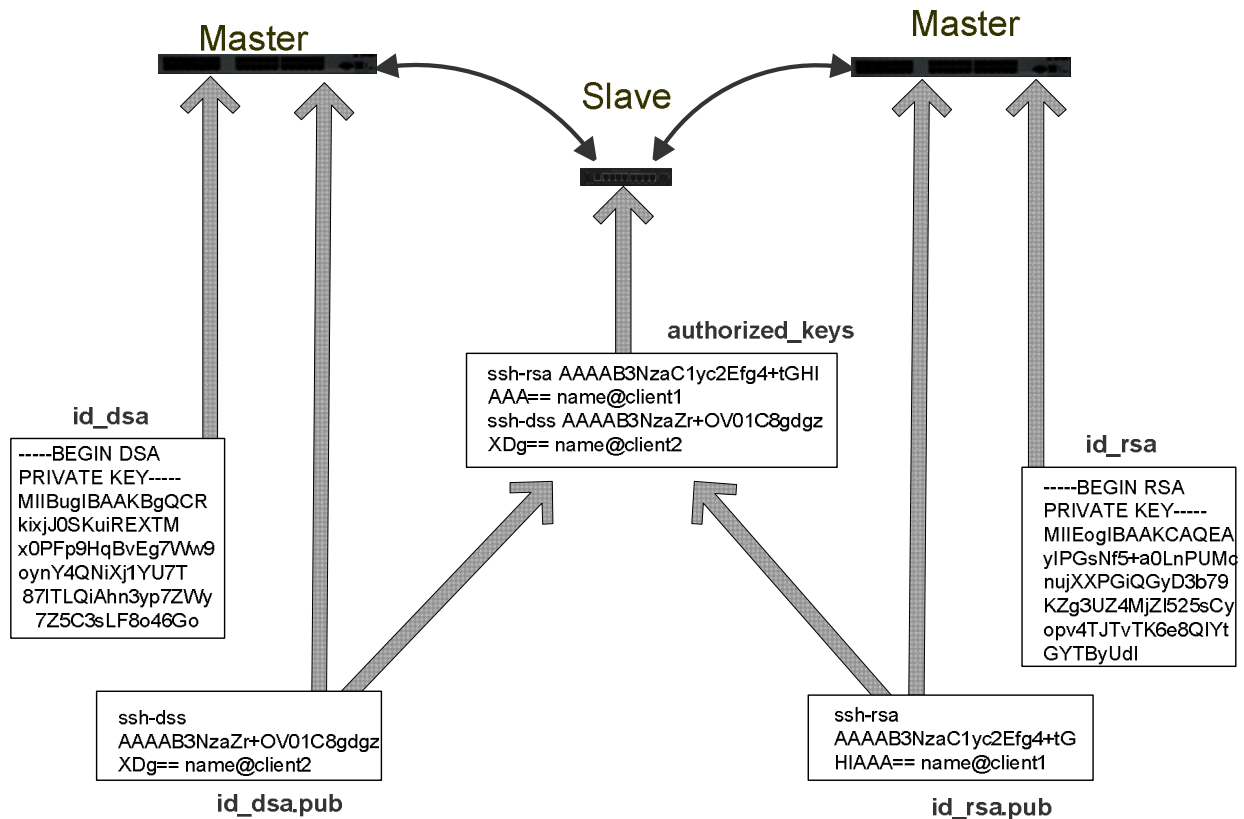 Master
Master
Slave
authorized_keys
ssh-rsa AAAAB3NzaC1yc2Efg4+tGHI
AAA== name@client1
ssh-dss AAAAB3NzaZr+OV01C8gdgz
XDg== name@client2
id_dsa
-----BEGIN DSA
PRIVATE KEY-----
MIIBugIBAAKBgQCR
kixjJ0SKuiREXTM
x0PFp9HqBvEg7Ww9
oynY4QNiXj1YU7T
87ITLQiAhn3yp7ZWy
7Z5C3sLF8o46Go
id_rsa
-----BEGIN RSA
PRIVATE KEY-----
MIIEogIBAAKCAQEA
yIPGsNf5+a0LnPUMc
nujXXPGiQGyD3b79
KZg3UZ4MjZI525sCy
opv4TJTvTK6e8QIYt
GYTByUdI
ssh-dss
AAAAB3NzaZr+OV01C8gdgz
XDg== name@client2
id_dsa.pub
ssh-rsa
AAAAB3NzaC1yc2Efg4+tG
HIAAA== name@client1
id_rsa.pub